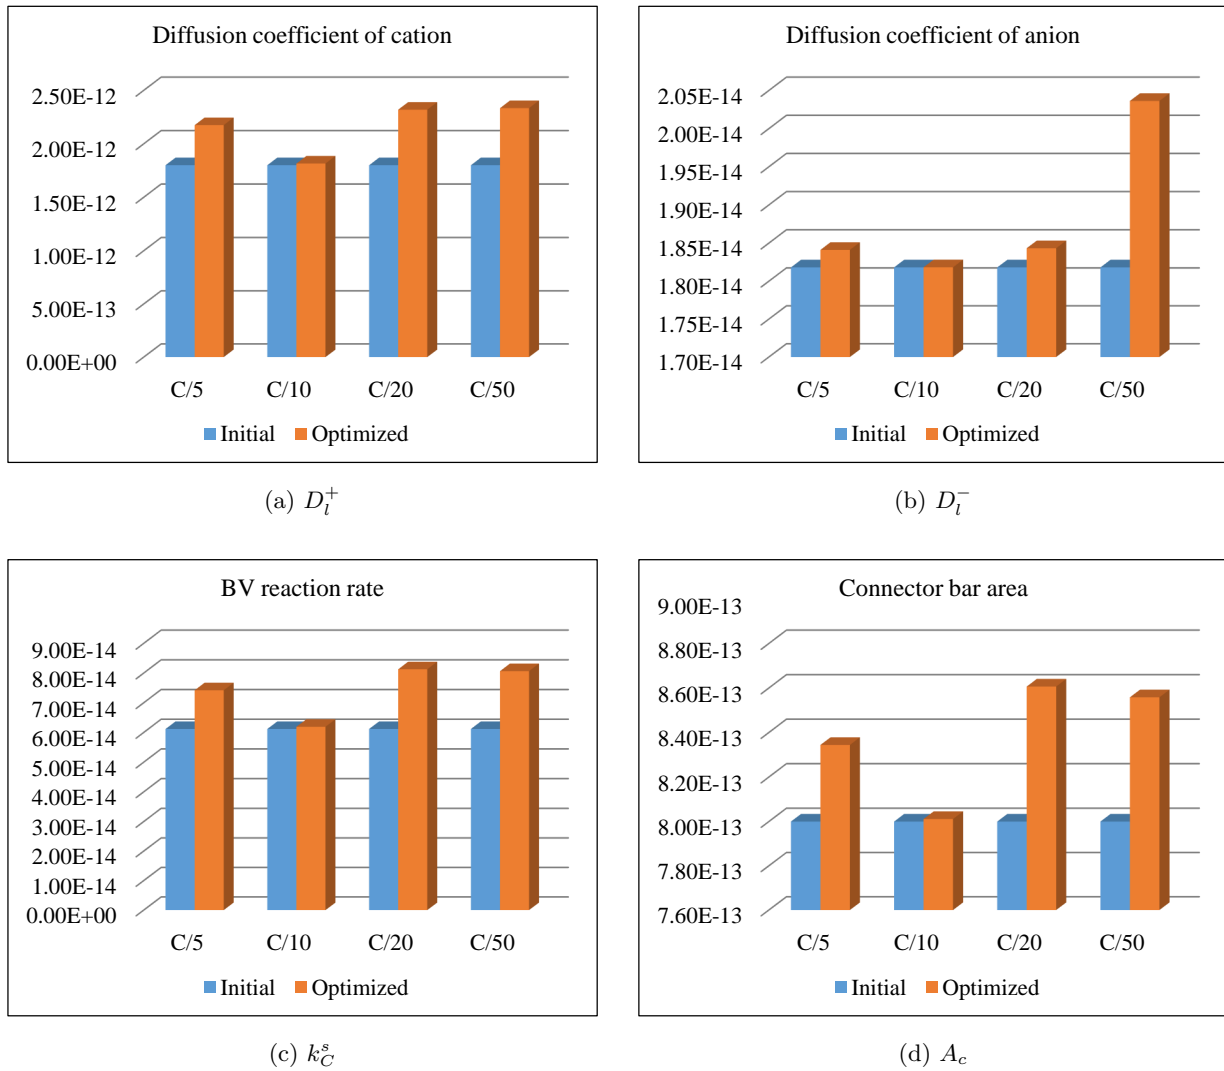 Diffusion coefficient of cation
2.50E-12
2.00E-12
1.50E-12
1.00E-12
5.00E-13
0.00E+00
C/5 C/10 C/20 C/50
Initial Optimized
(a) D_l^+
Diffusion coefficient of anion
2.05E-14
2.00E-14
1.95E-14
1.90E-14
1.85E-14
1.80E-14
1.75E-14
1.70E-14
C/5 C/10 C/20 C/50
Initial Optimized
(b) D_l^-
BV reaction rate
9.00E-14
8.00E-14
7.00E-14
6.00E-14
5.00E-14
4.00E-14
3.00E-14
2.00E-14
1.00E-14
0.00E+00
C/5 C/10 C/20 C/50
Initial Optimized
(c) k_C^s
Connector bar area
9.00E-13
8.80E-13
8.60E-13
8.40E-13
8.20E-13
8.00E-13
7.80E-13
7.60E-13
C/5 C/10 C/20 C/50
Initial Optimized
(d) A_c